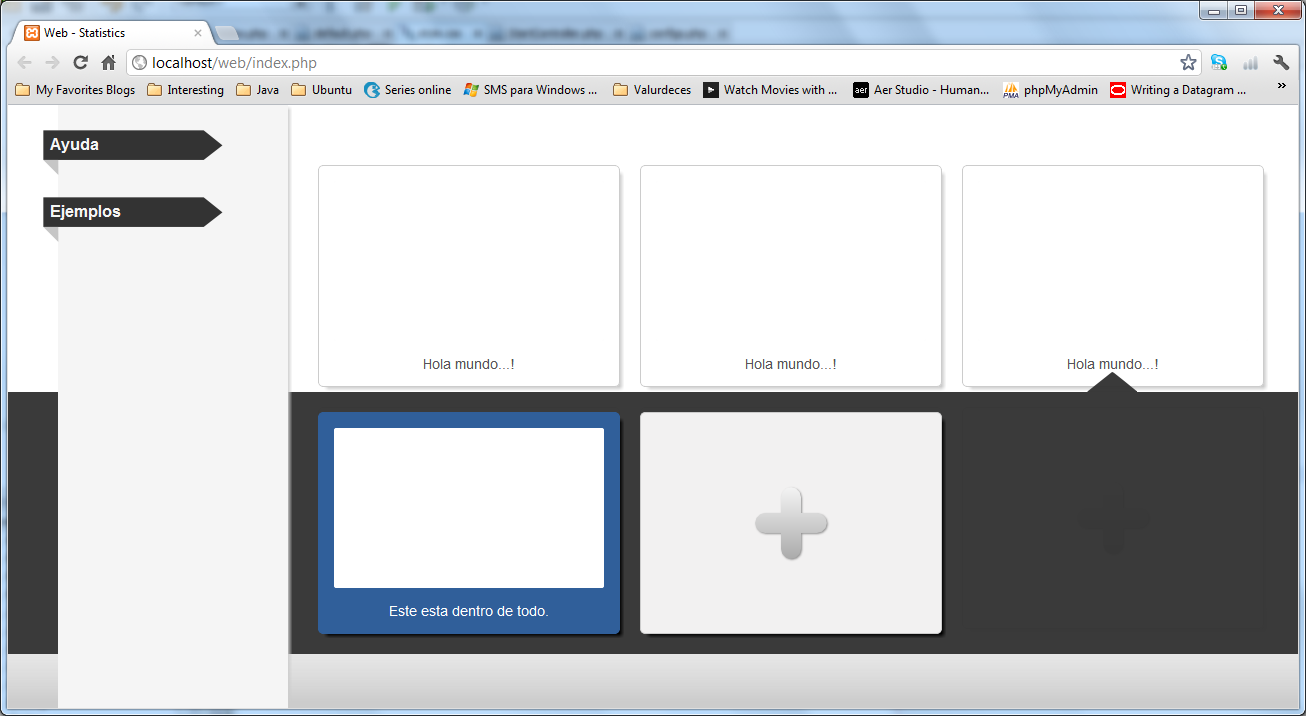 Web - Statistics
localhost/web/index.php
My Favorites Blogs Interesting Java Ubuntu Series online SMS para Windows ... Valurdeces Watch Movies with ... aer Aer Studio - Human... PMA phpMyAdmin Writing a Datagram ... »
Ayuda
Ejemplos
Hola mundo...! Hola mundo...! Hola mundo...!
Este esta dentro de todo.